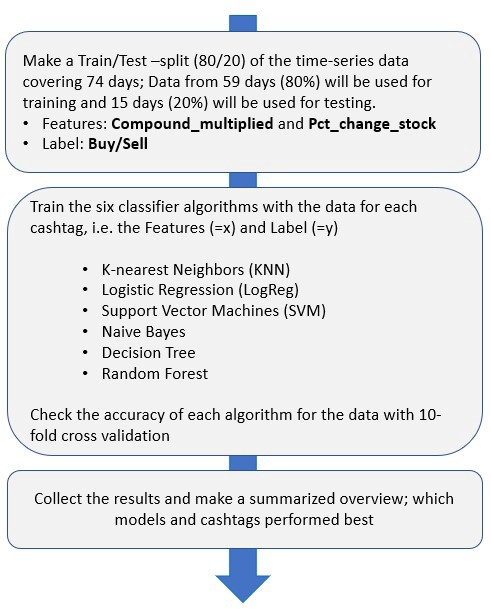 Make a Train/Test –split (80/20) of the time-series data
covering 74 days; Data from 59 days (80%) will be used for
training and 15 days (20%) will be used for testing.
• Features: Compound_multiplied and Pct_change_stock
• Label: Buy/Sell
Train the six classifier algorithms with the data for each
cashtag, i.e. the Features (=x) and Label (=y)
• K-nearest Neighbors (KNN)
• Logistic Regression (LogReg)
• Support Vector Machines (SVM)
• Naive Bayes
• Decision Tree
• Random Forest
Check the accuracy of each algorithm for the data with 10-
fold cross validation
Collect the results and make a summarized overview; which
models and cashtags performed best